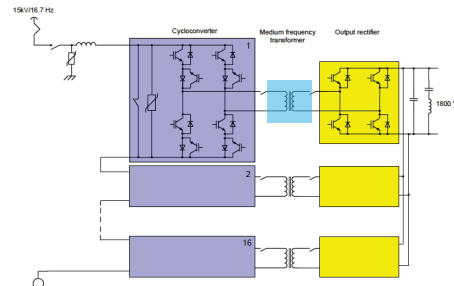 15kV/16.7 Hz
Cycloconverter
Medium frequency
transformer
Output rectifier
1
1800 V
2
16